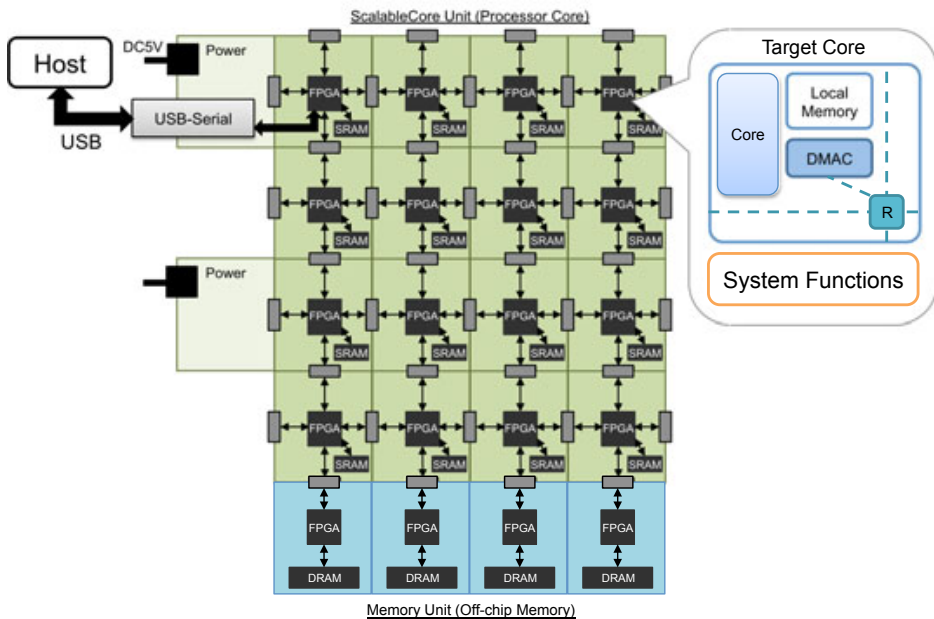 ScalableCore Unit (Processor Core)
DC5V
Power
Host
USB-Serial
USB
FPGA FPGA FPGA FPGA
SRAM SRAM SRAM SRAM
FPGA FPGA FPGA FPGA
SRAM SRAM SRAM SRAM
Power
FPGA FPGA FPGA FPGA
SRAM SRAM SRAM SRAM
FPGA FPGA FPGA FPGA
SRAM SRAM SRAM SRAM
FPGA FPGA FPGA FPGA
DRAM DRAM DRAM DRAM
Memory Unit (Off-chip Memory)
Target Core
Core
Local
Memory
DMAC
R
System Functions